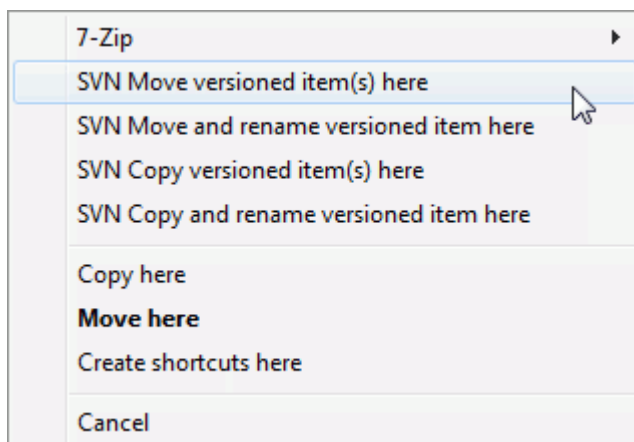 7-Zip
SVN Move versioned item(s) here
SVN Move and rename versioned item here
SVN Copy versioned item(s) here
SVN Copy and rename versioned item here
Copy here
Move here
Create shortcuts here
Cancel